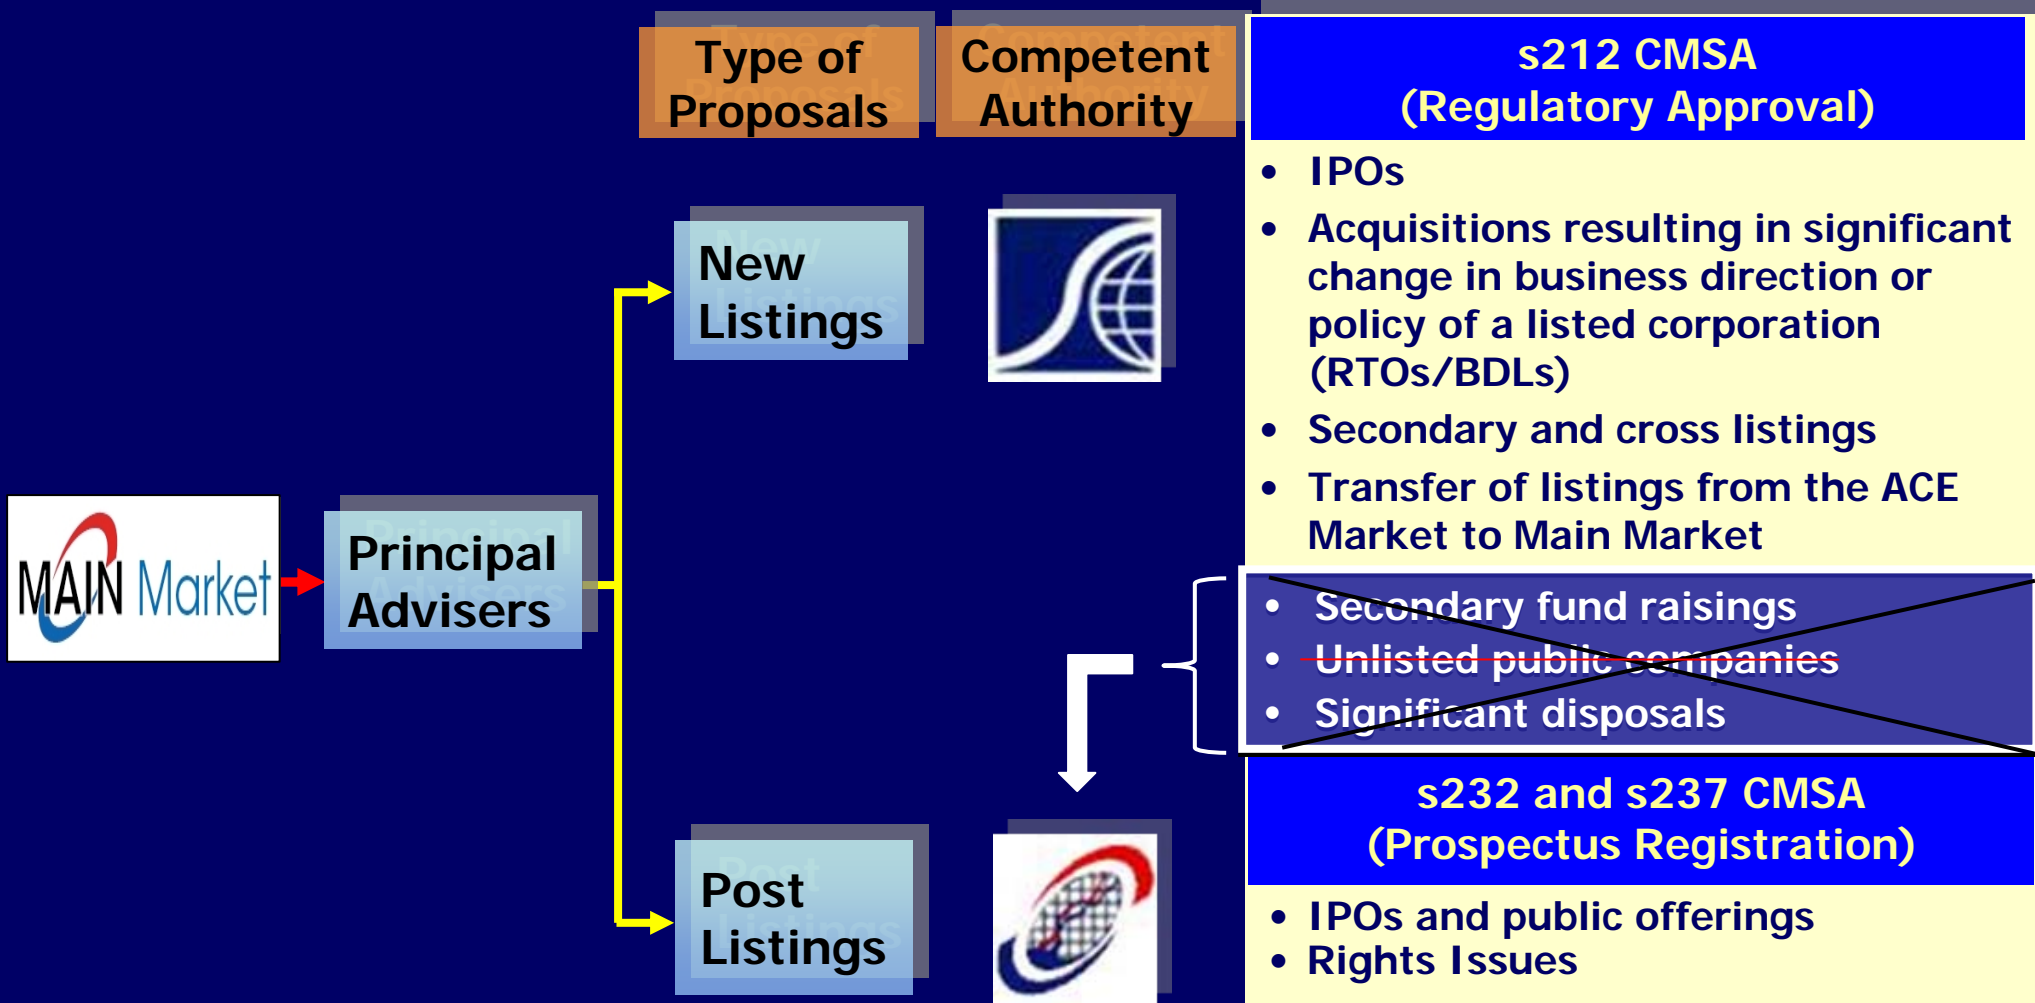 Type of
Proposals
Competent
Authority
s212 CMSA
(Regulatory Approval)
• IPOs
• Acquisitions resulting in significant
change in business direction or
policy of a listed corporation
(RTOs/BDLs)
• Secondary and cross listings
• Transfer of listings from the ACE
Market to Main Market
New
Listings
MAIN Market
Principal
Advisers
• Secondary fund raisings
• Unlisted public companies
• Significant disposals
s232 and s237 CMSA
(Prospectus Registration)
• IPOs and public offerings
• Rights Issues
Post
Listings